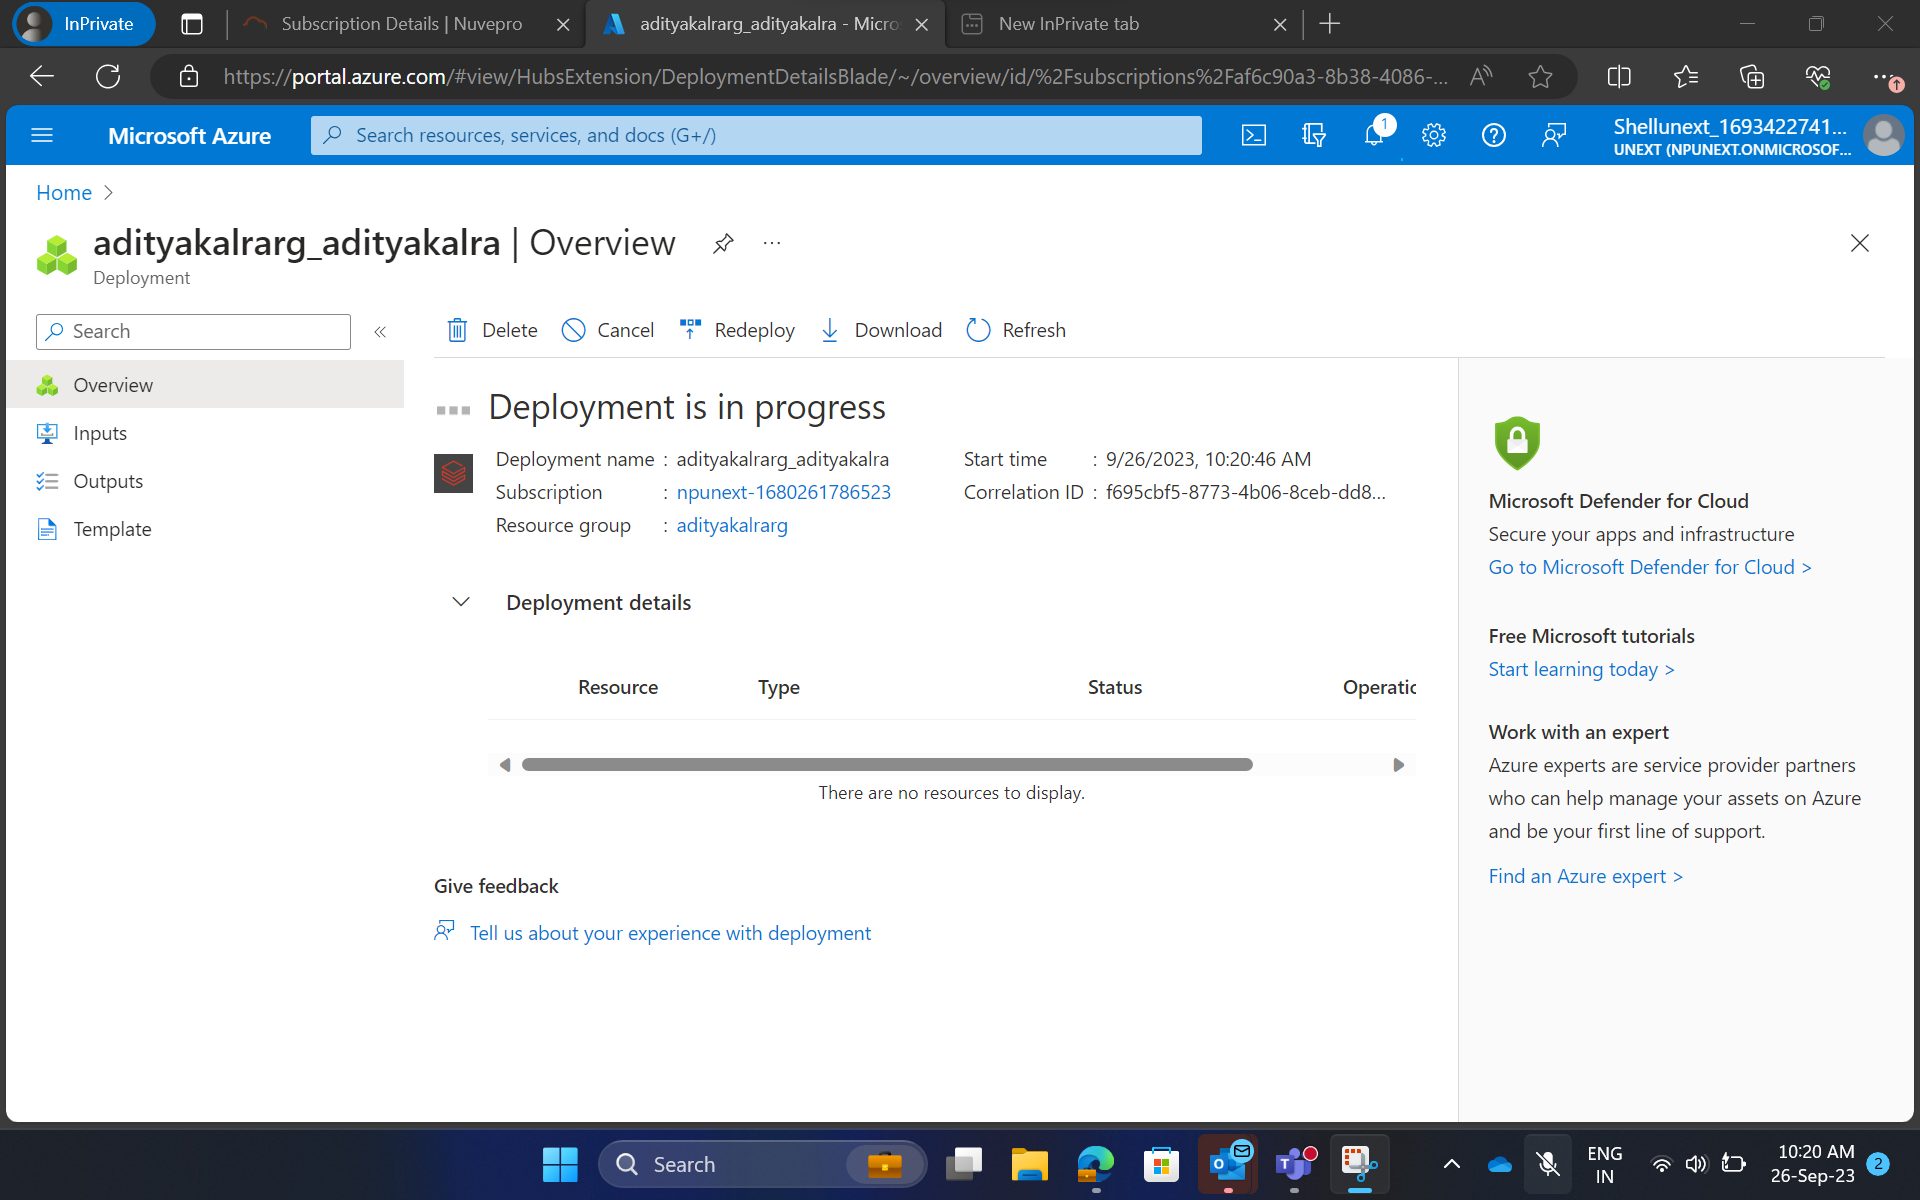 InPrivate
Subscription Details | Nuvepro
adityakalrarg_adityakalra - Micro
New InPrivate tab
https://portal.azure.com/#view/HubsExtension/DeploymentDetailsBlade/~/overview/id/%2Fsubscriptions%2Faf6c90a3-8b38-4086-...
Microsoft Azure
Search resources, services, and docs (G+/)
1
Shellunext_1693422741...
UNEXT (NPUNEXT.ONMICROSOF...
Home
adityakalrarg_adityakalra | Overview
...
Deployment
Search
«
Delete
Cancel
Redeploy
Download
Refresh
Overview
Inputs
Outputs
Template
Deployment is in progress
Deployment name : adityakalrarg_adityakalra
Subscription : npunext-1680261786523
Resource group : adityakalrarg
Start time : 9/26/2023, 10:20:46 AM
Correlation ID : f695cbf5-8773-4b06-8ceb-dd8...
Deployment details
Resource Type Status Operatic
There are no resources to display.
Give feedback
Tell us about your experience with deployment
Microsoft Defender for Cloud
Secure your apps and infrastructure
Go to Microsoft Defender for Cloud >
Free Microsoft tutorials
Start learning today >
Work with an expert
Azure experts are service provider partners
who can help manage your assets on Azure
and be your first line of support.
Find an Azure expert >
Search
ENG
IN
10:20 AM
26-Sep-23
2